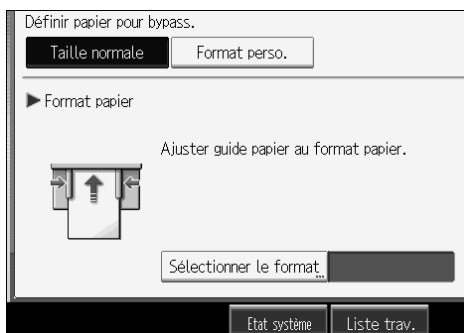 Définir papier pour bypass.
Taille normale Format perso.
▶ Format papier
Ajuster guide papier au format papier.
Sélectionner le format...
Etat système Liste trav.